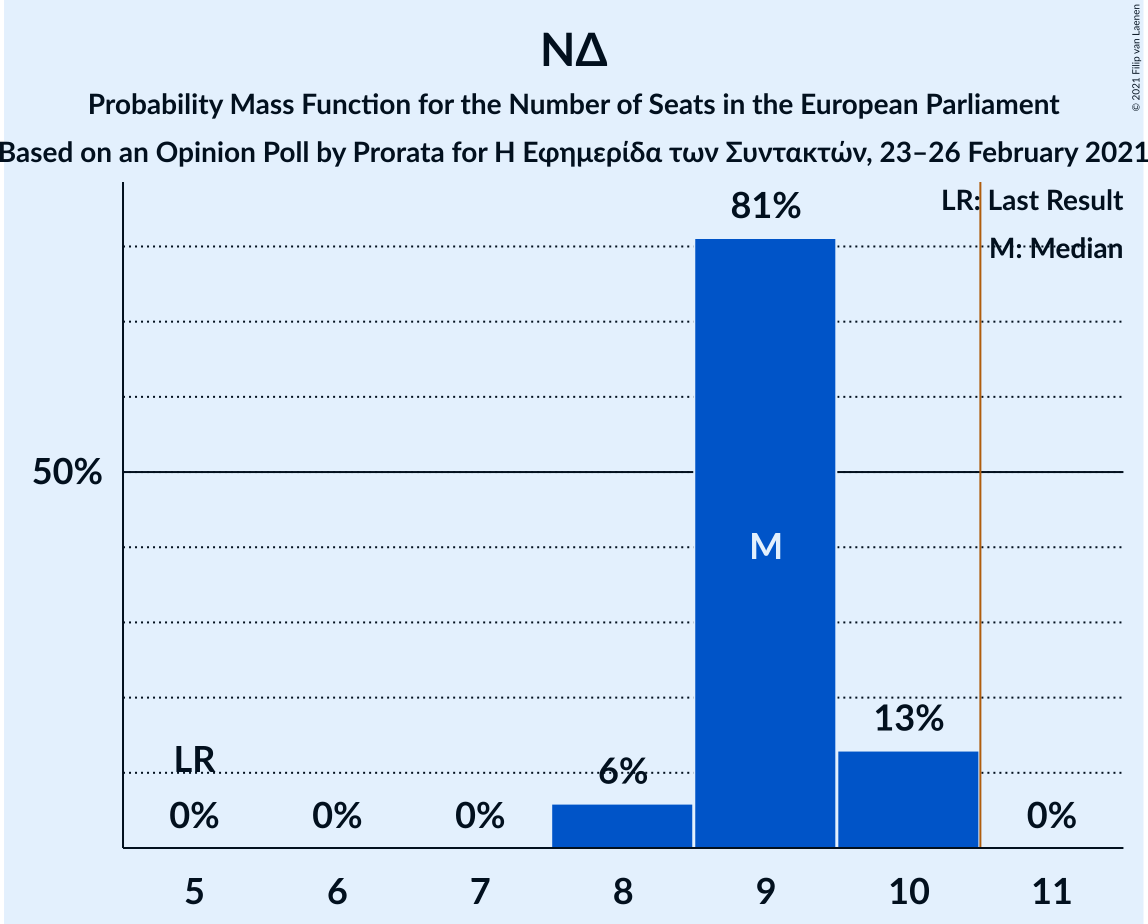 © 2021 Filip van Laenen
ΝΔ
Probability Mass Function for the Number of Seats in the European Parliament
Based on an Opinion Poll by Prorata for Η Εφημερίδα των Συντακτών, 23–26 February 2021
LR: Last Result
M: Median
81%
50%
M
13%
LR
6%
0% 0% 0% 0%
5 6 7 8 9 10 11